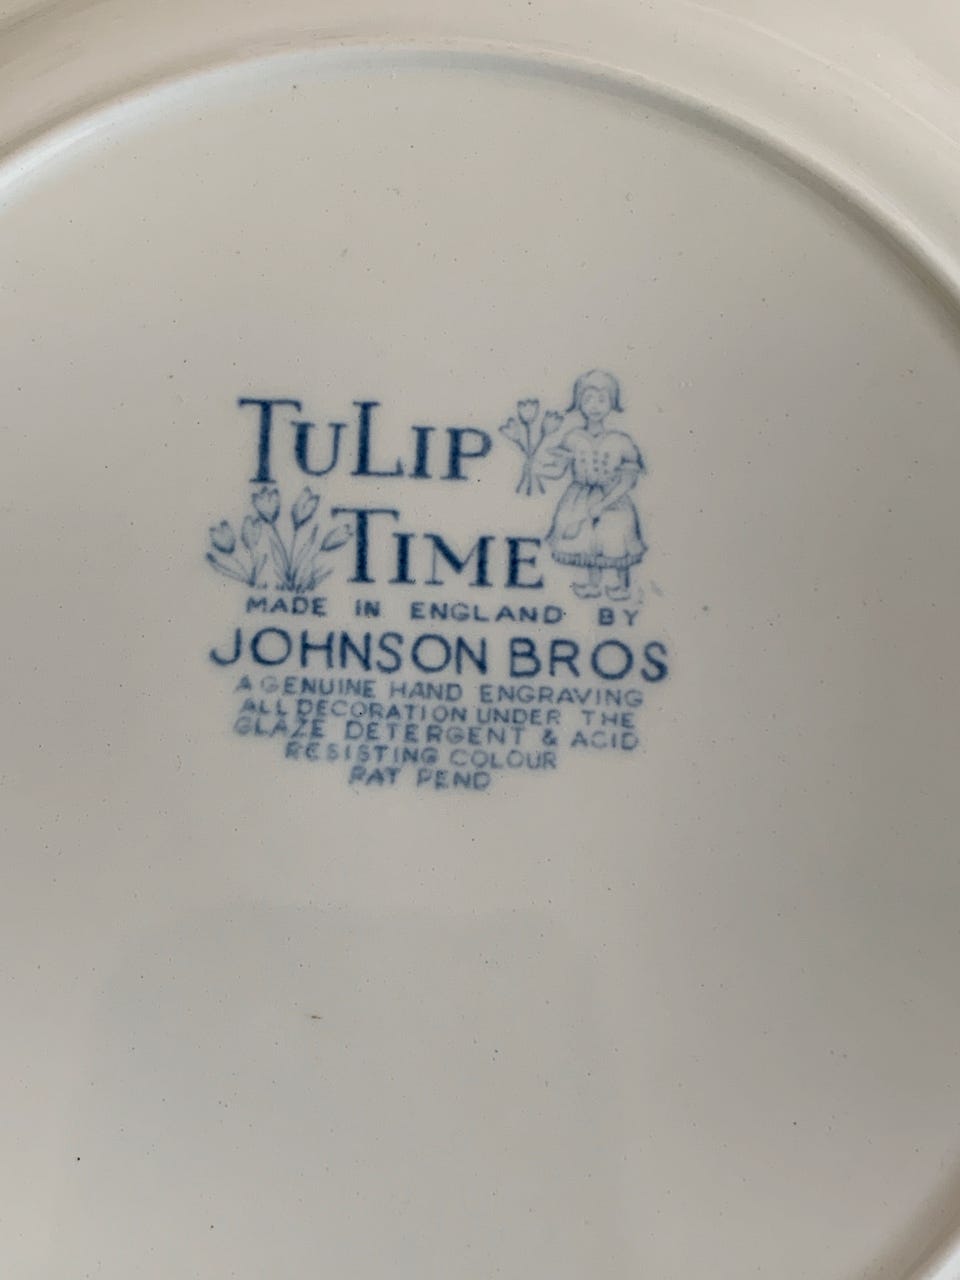 TULIP
TIME
MADE IN ENGLAND BY
JOHNSON BROS
A GENUINE HAND ENGRAVING
ALL DECORATION UNDER THE
GLAZE DETERGENT & ACID
RESISTING COLOUR
PAT PEND